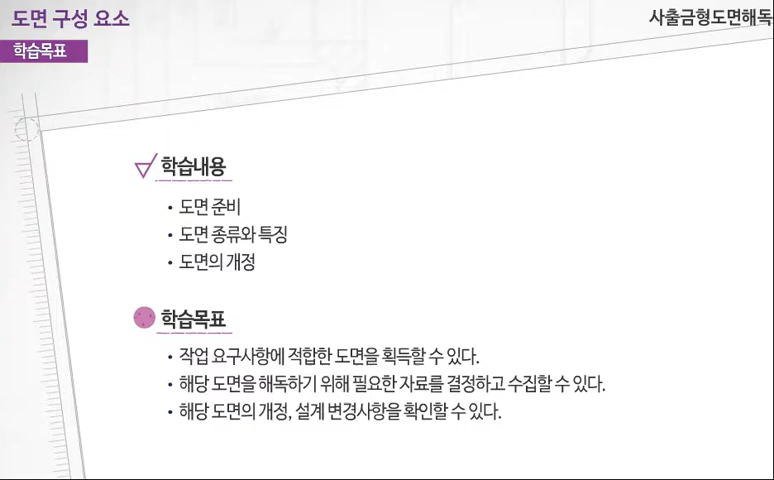 도면 구성 요소
사출금형도면해독
학습목표
학습내용
• 도면 준비
• 도면 종류와 특징
• 도면의 개정
학습목표
• 작업 요구사항에 적합한 도면을 획득할 수 있다.
• 해당 도면을 해독하기 위해 필요한 자료를 결정하고 수집할 수 있다.
• 해당 도면의 개정, 설계 변경사항을 확인할 수 있다.